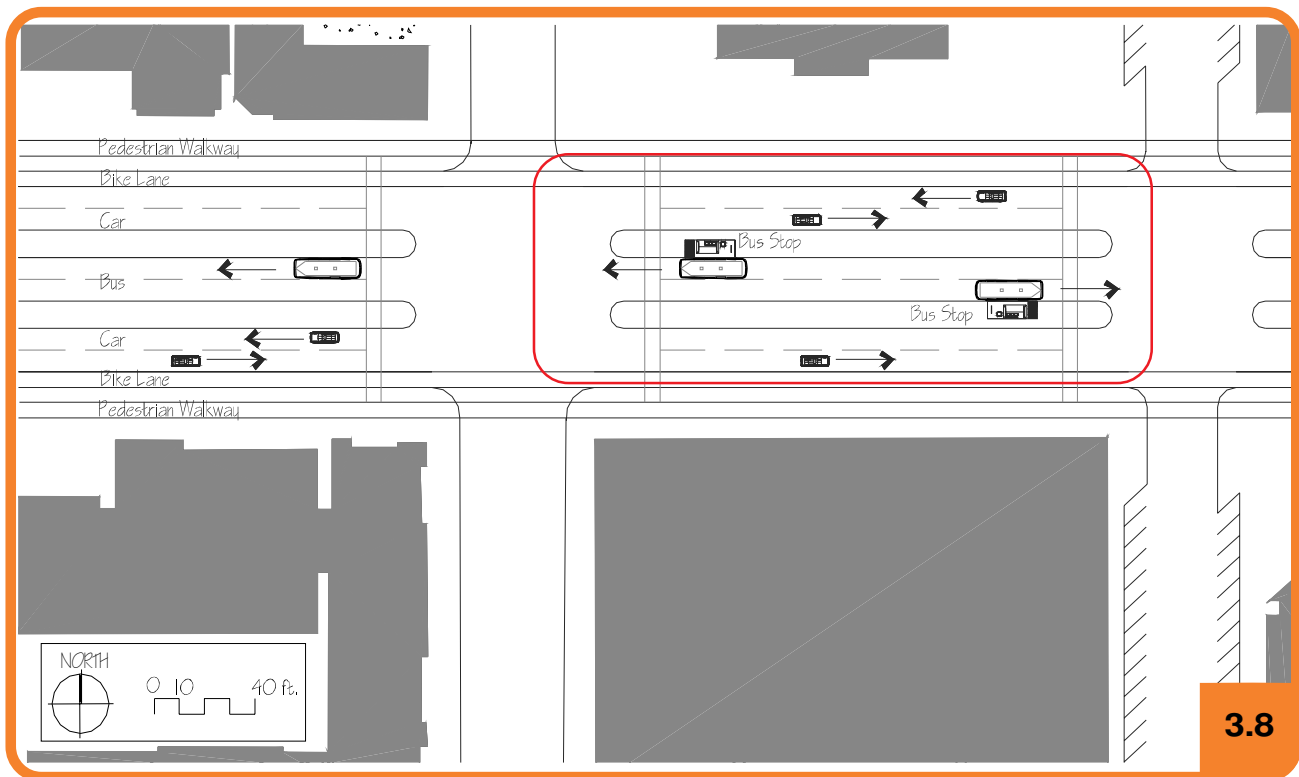 Pedestrian Walkway
Bike Lane
Car
Bus Stop
Bus
Bus Stop
Car
Bike Lane
Pedestrian Walkway
NORTH
0 10 40 ft.
3.8